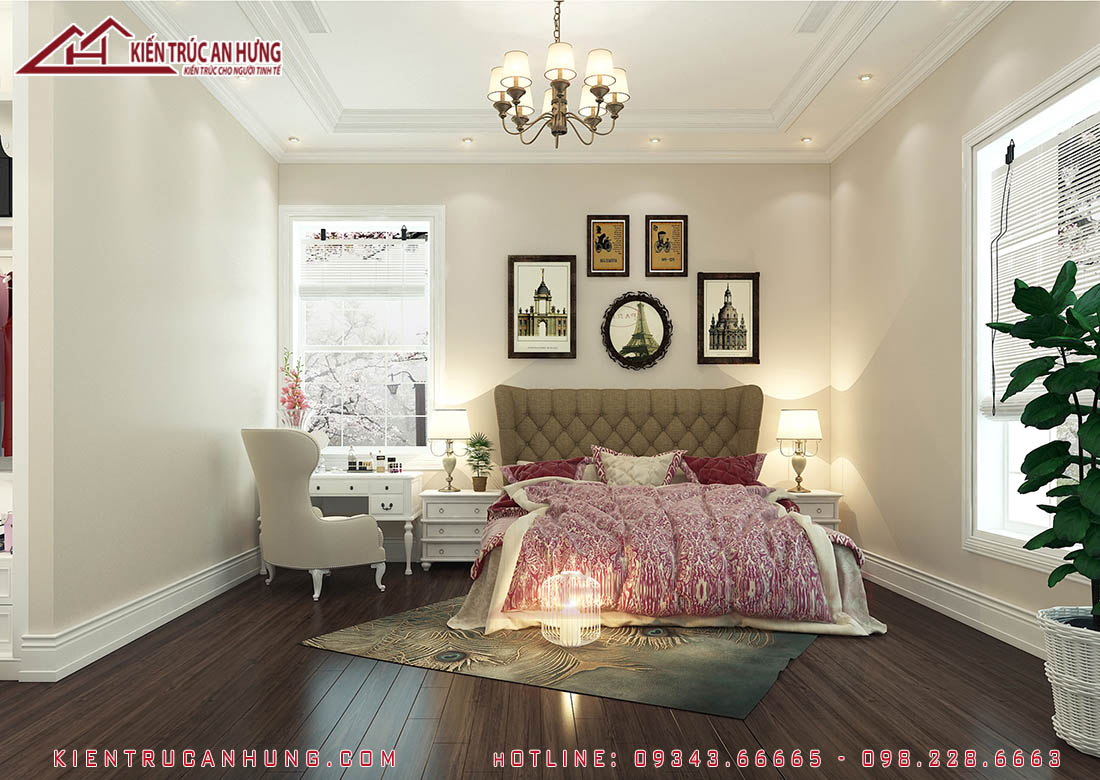 KIẾN TRÚC AN HƯNG
KIẾN TRÚC CHO NGƯỜI TINH TẾ
KIENTRUCANHUNG.COM HOTLINE: 09343.66665 - 098.228.6663